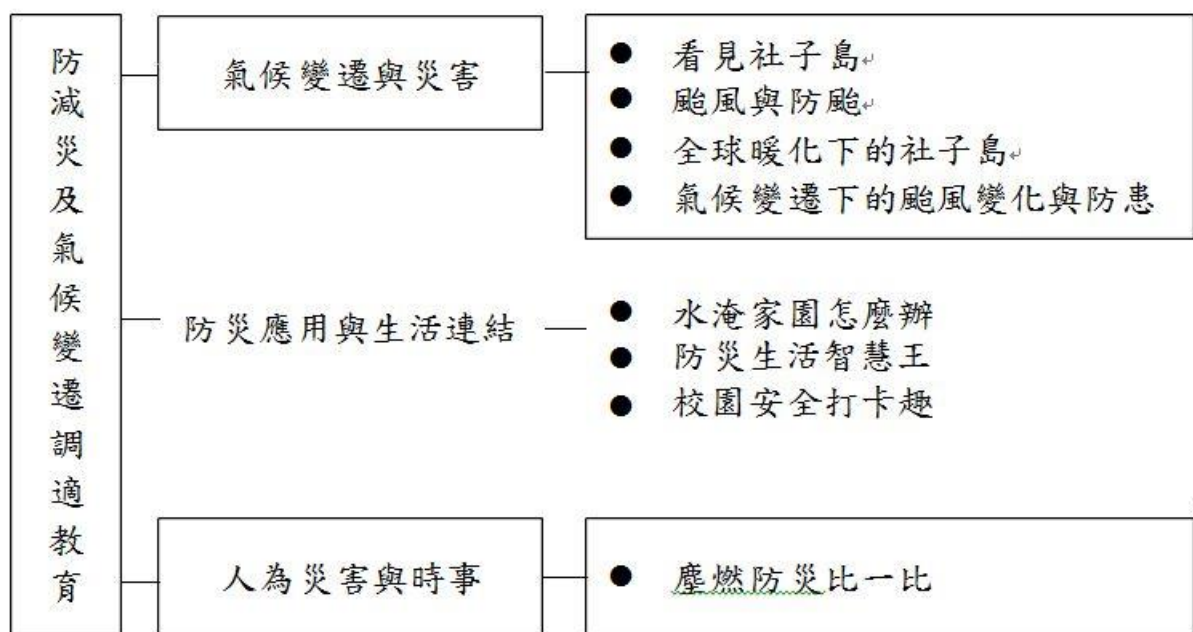 防減災及氣候變遷調適教育
氣候變遷與災害
● 看見社子島
● 颱風與防颱
● 全球暖化下的社子島
● 氣候變遷下的颱風變化與防患
防災應用與生活連結
● 水淹家園怎麼辦
● 防災生活智慧王
● 校園安全打卡趣
人為災害與時事
● 塵燃防災比一比